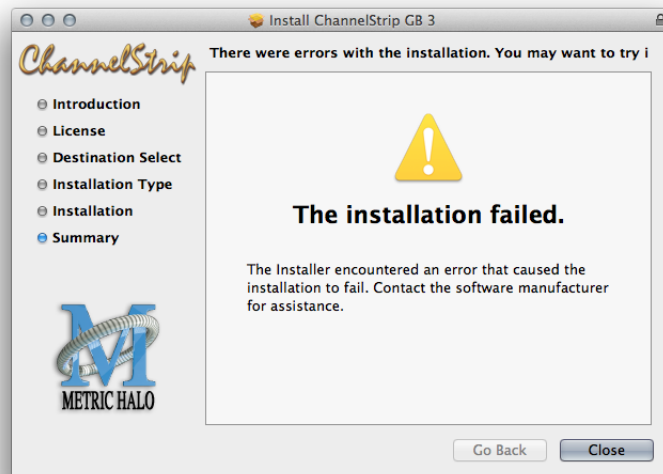 Install ChannelStrip GB 3
ChannelStrip
There were errors with the installation. You may want to try i
Introduction
License
Destination Select
Installation Type
Installation
Summary
The installation failed.
The Installer encountered an error that caused the
installation to fail. Contact the software manufacturer
for assistance.
M
METRIC HALO
Go Back
Close